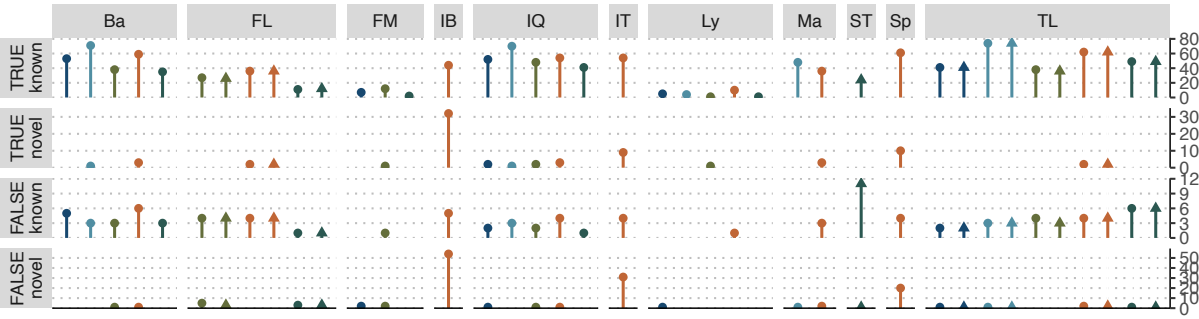 Ba FL FM IB IQ IT Ly Ma ST Sp TL
TRUE
known
80
60
40
20
0
TRUE
novel
30
20
10
0
FALSE
known
12
9
6
3
0
FALSE
novel
50
40
30
20
10
0